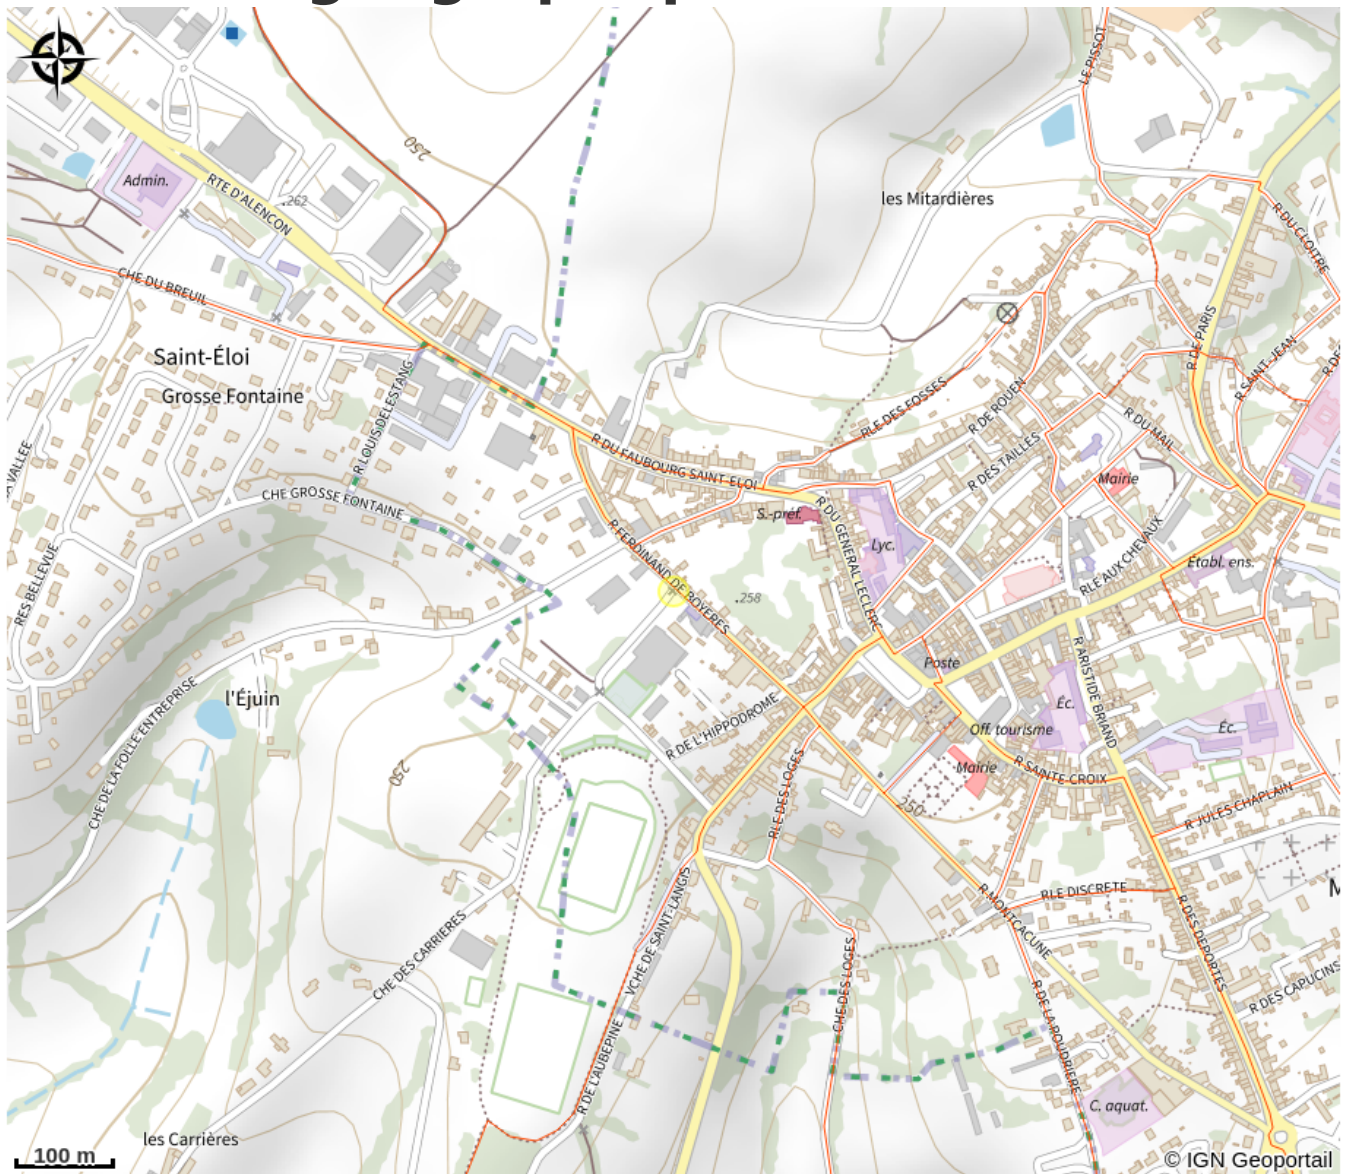 LE PISSOT
250
Admin.
RTE D'ALENCON
262
les Mitardières
R DU CLOITRE
CHE DU BREUIL
Saint-Éloi
Grosse Fontaine
R LOUIS DELESTANG
R DE PARIS
R SAINT-JEAN
RLE DES FOSSES
R DE ROUEN
R DU MAIL
R DES TAILLES
R DU FAUBOURG SAINT-ELOI
Mairie
CHE GROSSE FONTAINE
S.-préf.
R DU GENERAL LECLERC
Lyc.
R FERDINAND DE BOYERES
RLE AUX CHEVAUX
Établ. ens.
RES BELLEVUE
258
Poste
R ARISTIDE BRIAND
l'Éjuin
CHE DE LA FOLLE ENTREPRISE
R DE L'HIPPODROME
Éc.
Off. tourisme
Éc.
Mairie
R SAINTE-CROIX
250
RLE DES LOGES
250
R JULES CHAPLAIN
RLE DISCRETE
R MONTCACUNE
R DES DEPORTES
CHE DES CARRIERES
VCHE DE SAINT-LANGIS
CHE DES LOGES
R DES CAPUCINS
R DE LA POUDRIERE
R DE L'AUBEPINE
C. aquat.
les Carrières
100 m
© IGN Geoportail